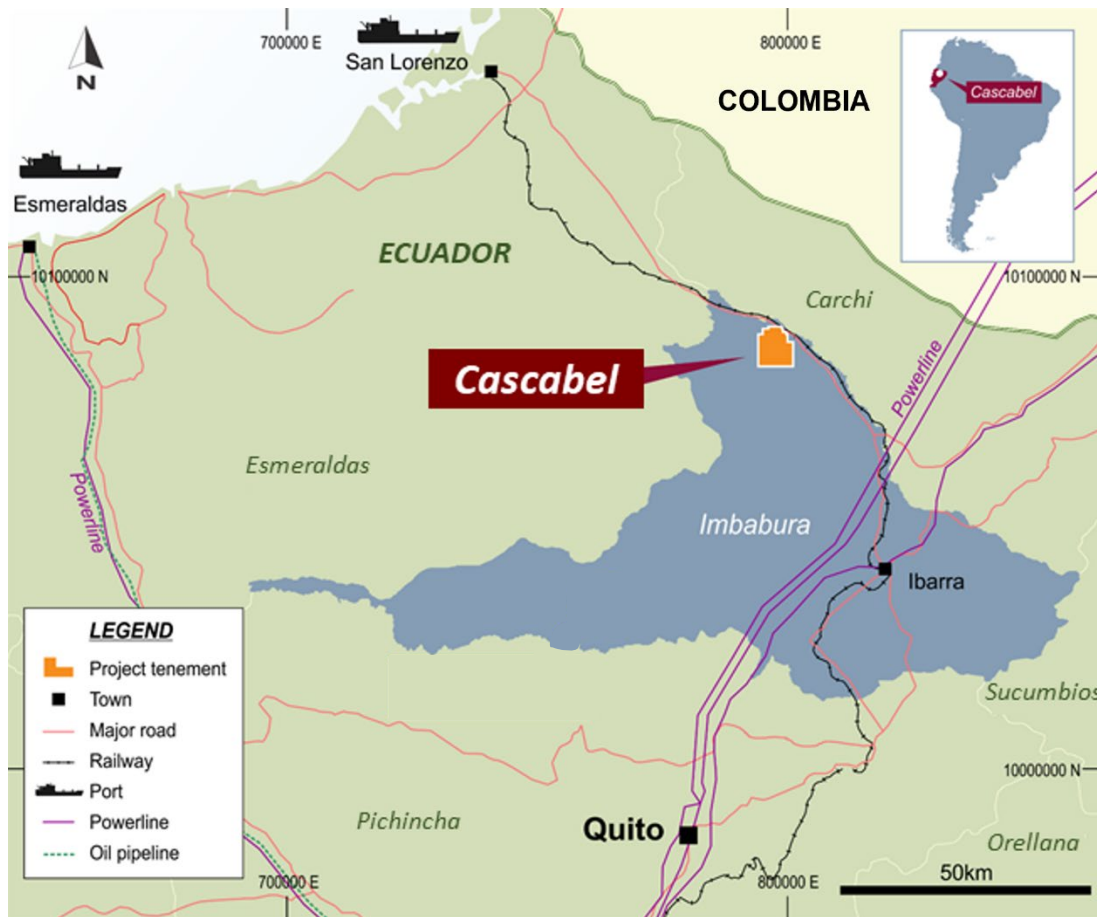 700000 E
800000 E
San Lorenzo
N
COLOMBIA
Cascabel
Esmeraldas
ECUADOR
10100000 N
10100000 N
Carchi
Powerline
Cascabel
Esmeraldas
Powerline
Imbabura
Ibarra
LEGEND
Project tenement
Town
Major road
Railway
Port
Powerline
Oil pipeline
Sucumbios
10000000 N
Pichincha
Quito
Orellana
700000 E
800000 E
50km